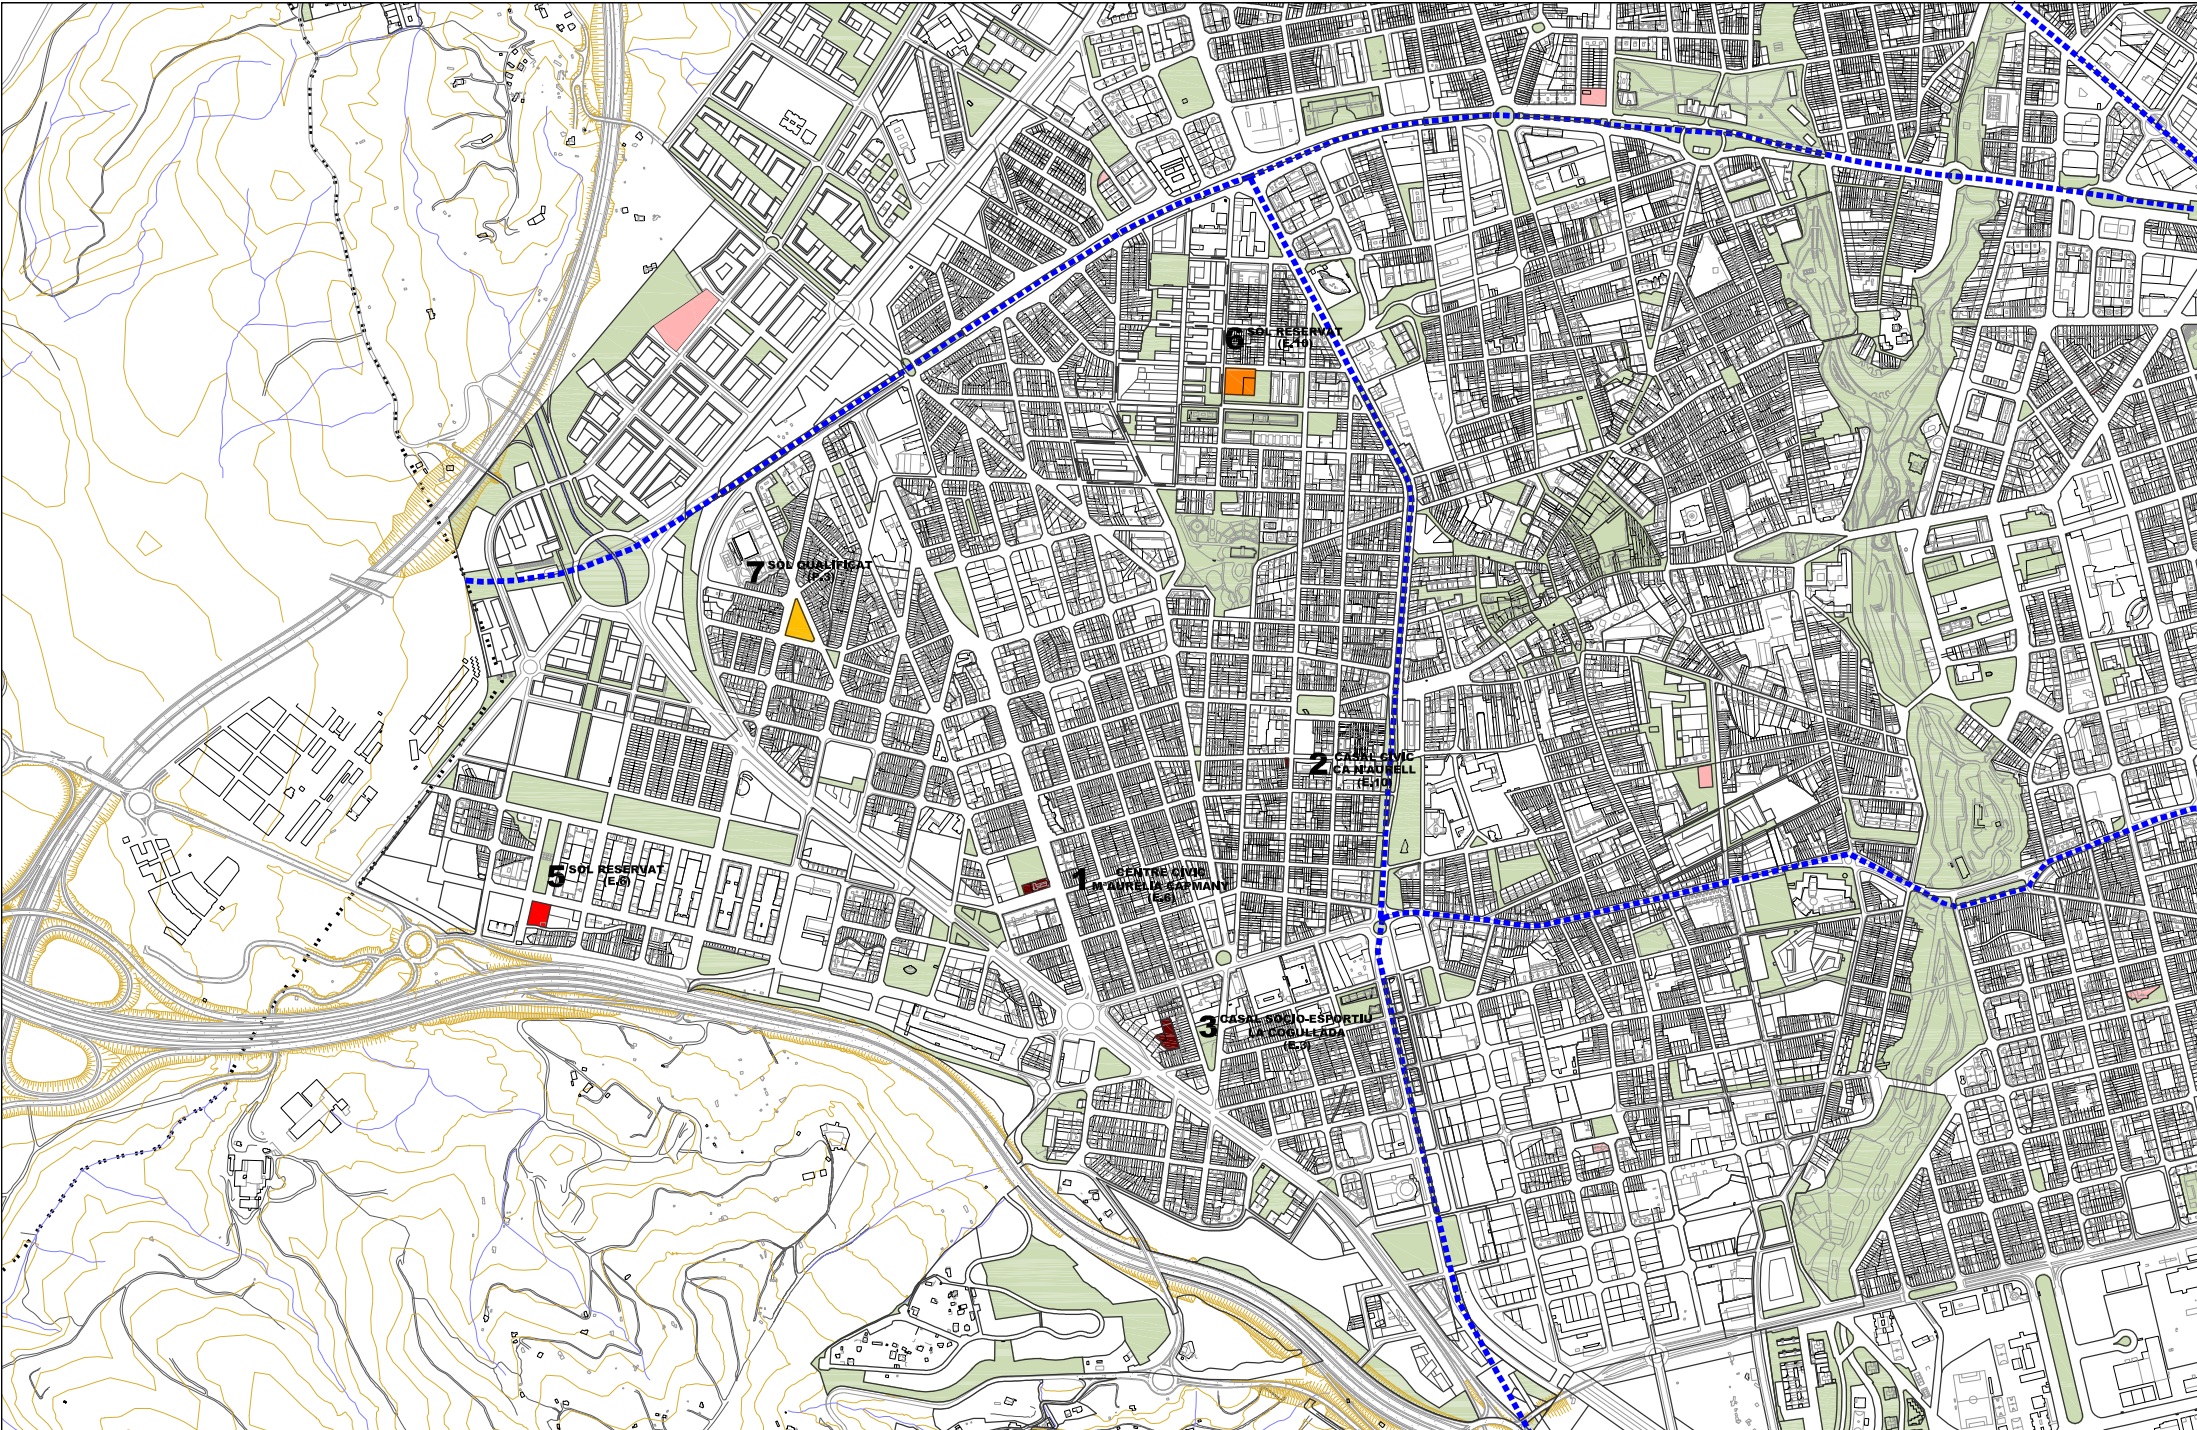 6 SÒL RESERVAT
(E.10)
7 SÒL QUALIFICAT
(P.3)
2 CASAL CÍVIC
CA N'AURELL
(E.10)
5 SÒL RESERVAT
(E.6)
1 CENTRE CÍVIC
Mª AURÈLIA CAPMANY
(E.6)
3 CASAL SOCIO-ESPORTIU
LA COGULLADA
(E.3)